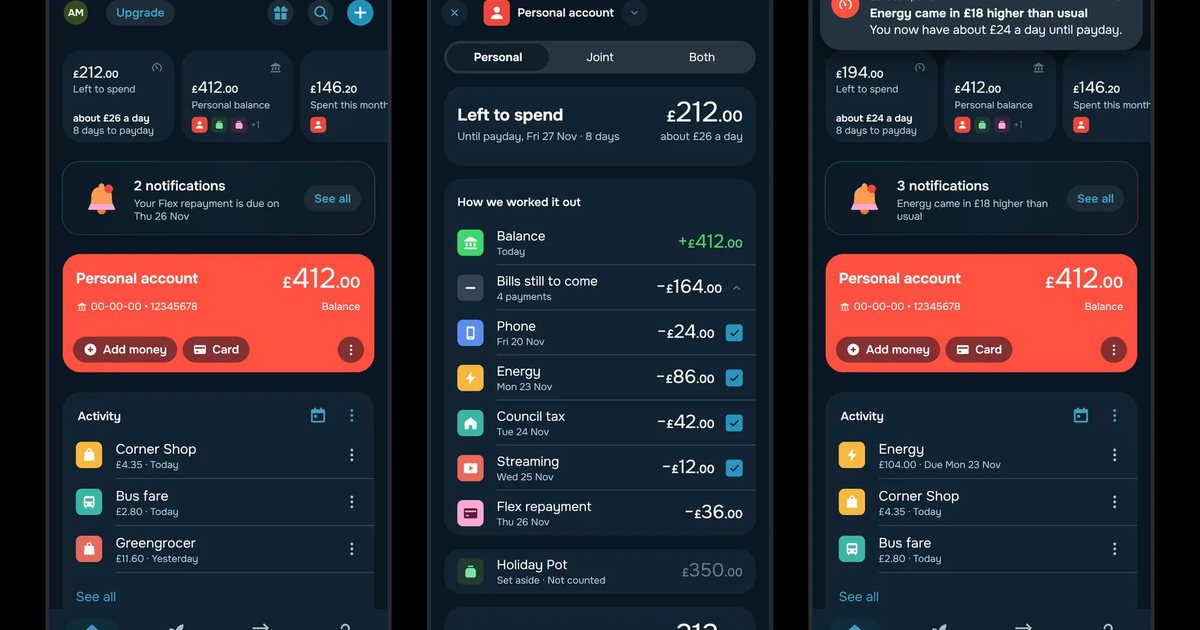 AM
Upgrade
£212.00
Left to spend
about £26 a day
8 days to payday
£412.00
Personal balance
+1
£146.20
Spent this month
2 notifications
Your Flex repayment is due on
Thu 26 Nov
See all
Personal account
£412.00
00-00-00 • 12345678
Balance
Add money
Card
Activity
Corner Shop
£4.35 · Today
Bus fare
£2.80 · Today
Greengrocer
£11.60 · Yesterday
See all
Personal account
Personal
Joint
Both
Left to spend
£212.00
Until payday, Fri 27 Nov · 8 days
about £26 a day
How we worked it out
Balance
+£412.00
Today
Bills still to come
-£164.00
4 payments
Phone
-£24.00
Fri 20 Nov
Energy
-£86.00
Mon 23 Nov
Council tax
-£42.00
Tue 24 Nov
Streaming
-£12.00
Wed 25 Nov
Flex repayment
-£36.00
Thu 26 Nov
Holiday Pot
£350.00
Set aside · Not counted
Energy came in £18 higher than usual
You now have about £24 a day until payday.
£194.00
Left to spend
about £24 a day
8 days to payday
£412.00
Personal balance
+1
£146.20
Spent this month
3 notifications
Energy came in £18 higher than
usual
See all
Personal account
£412.00
00-00-00 • 12345678
Balance
Add money
Card
Activity
Energy
£104.00 · Due Mon 23 Nov
Corner Shop
£4.35 · Today
Bus fare
£2.80 · Today
See all